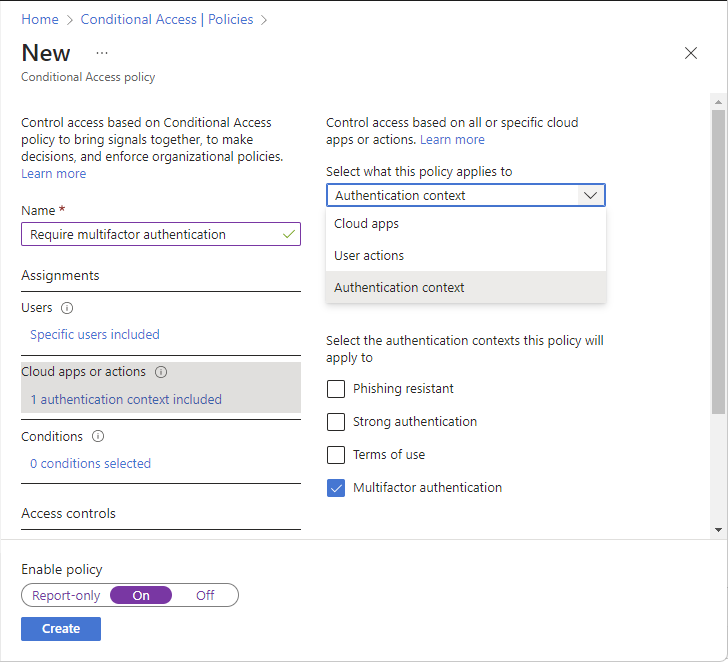 Home > Conditional Access | Policies >
New ...
Conditional Access policy
Control access based on Conditional Access
policy to bring signals together, to make
decisions, and enforce organizational policies.
Learn more
Name *
Require multifactor authentication
Assignments
Users
Specific users included
Cloud apps or actions
1 authentication context included
Conditions
0 conditions selected
Access controls
Control access based on all or specific cloud
apps or actions. Learn more
Select what this policy applies to
Authentication context
Cloud apps
User actions
Authentication context
Select the authentication contexts this policy will
apply to
Phishing resistant
Strong authentication
Terms of use
Multifactor authentication
Enable policy
Report-only On Off
Create